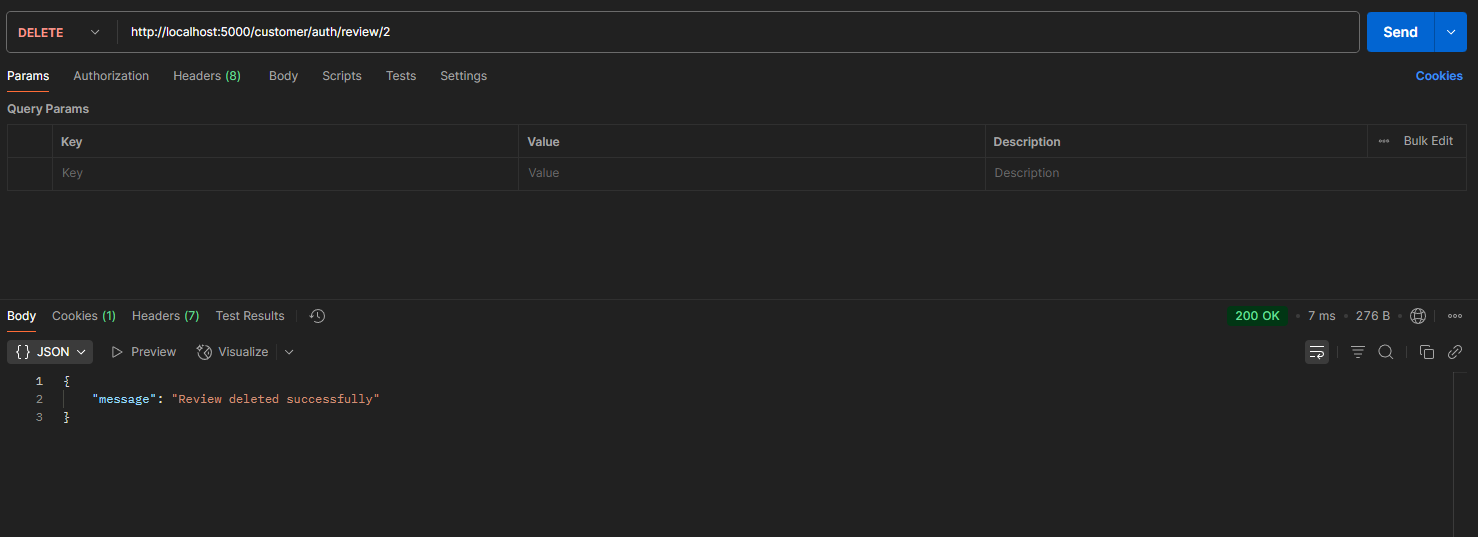 DELETE http://localhost:5000/customer/auth/review/2 Send
Params Authorization Headers (8) Body Scripts Tests Settings Cookies
Query Params
Key Value Description Bulk Edit
Key Value Description
Body Cookies (1) Headers (7) Test Results 200 OK • 7 ms • 276 B •
{} JSON Preview Visualize
1 {
2 "message": "Review deleted successfully"
3 }